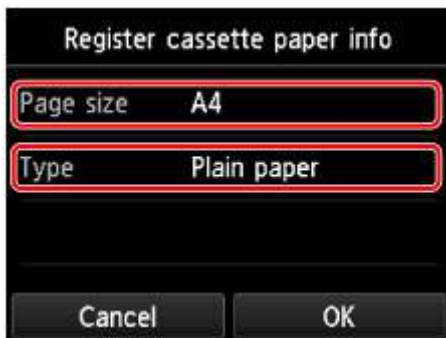 Register cassette paper info
Page size A4
Type Plain paper
Cancel OK